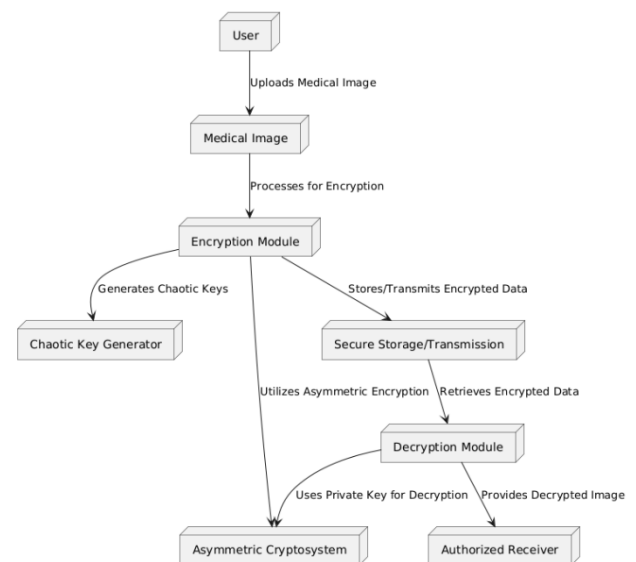 User
Uploads Medical Image
Medical Image
Processes for Encryption
Encryption Module
Generates Chaotic Keys
Stores/Transmits Encrypted Data
Chaotic Key Generator
Secure Storage/Transmission
Utilizes Asymmetric Encryption
Retrieves Encrypted Data
Decryption Module
Uses Private Key for Decryption
Provides Decrypted Image
Asymmetric Cryptosystem
Authorized Receiver